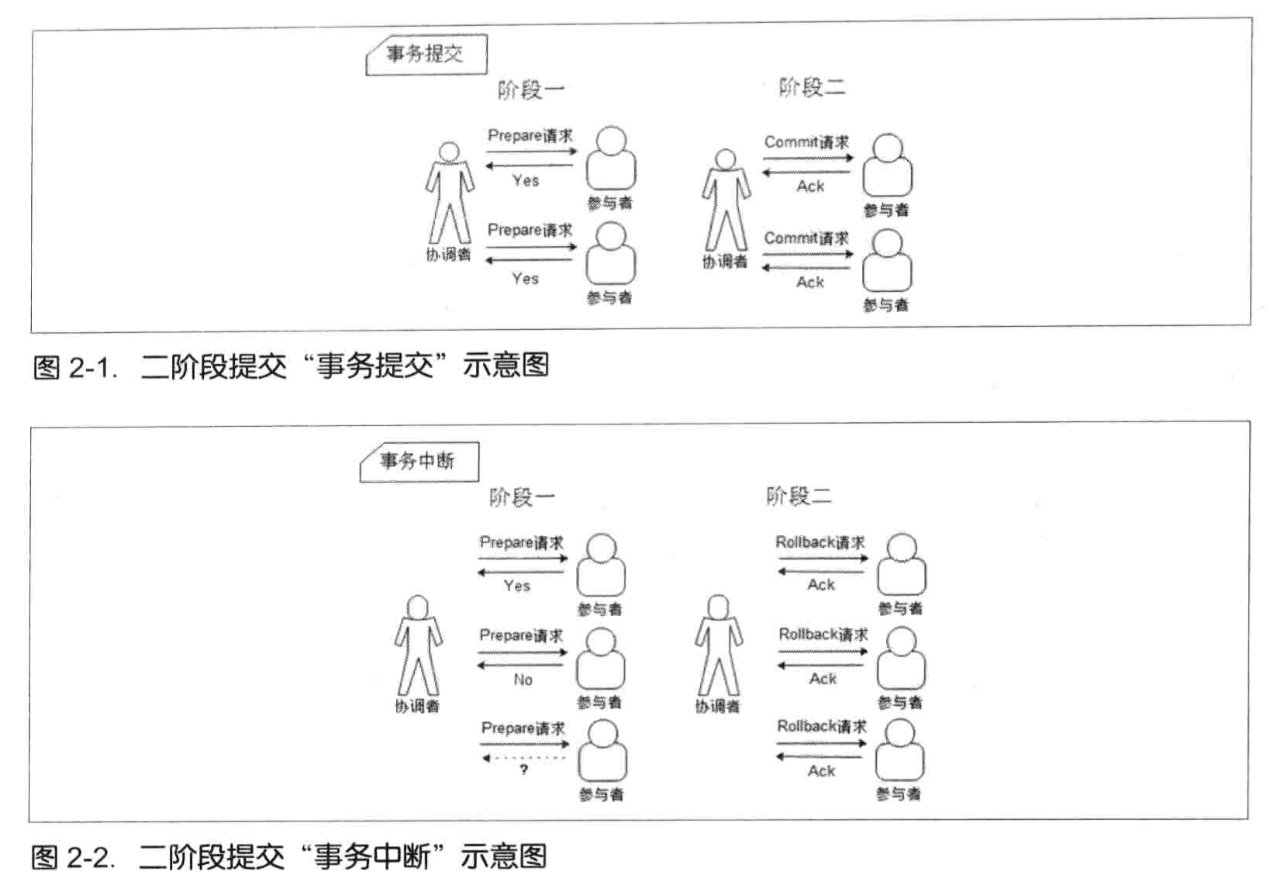 事务提交
阶段一
阶段二
Prepare请求
Yes
参与者
Prepare请求
Yes
参与者
协调者
Commit请求
Ack
参与者
Commit请求
Ack
参与者
协调者
图 2-1. 二阶段提交“事务提交”示意图
事务中断
阶段一
阶段二
Prepare请求
Yes
参与者
Prepare请求
No
参与者
协调者
Prepare请求
?
参与者
Rollback请求
Ack
参与者
Rollback请求
Ack
参与者
协调者
Rollback请求
Ack
参与者
图 2-2. 二阶段提交“事务中断”示意图